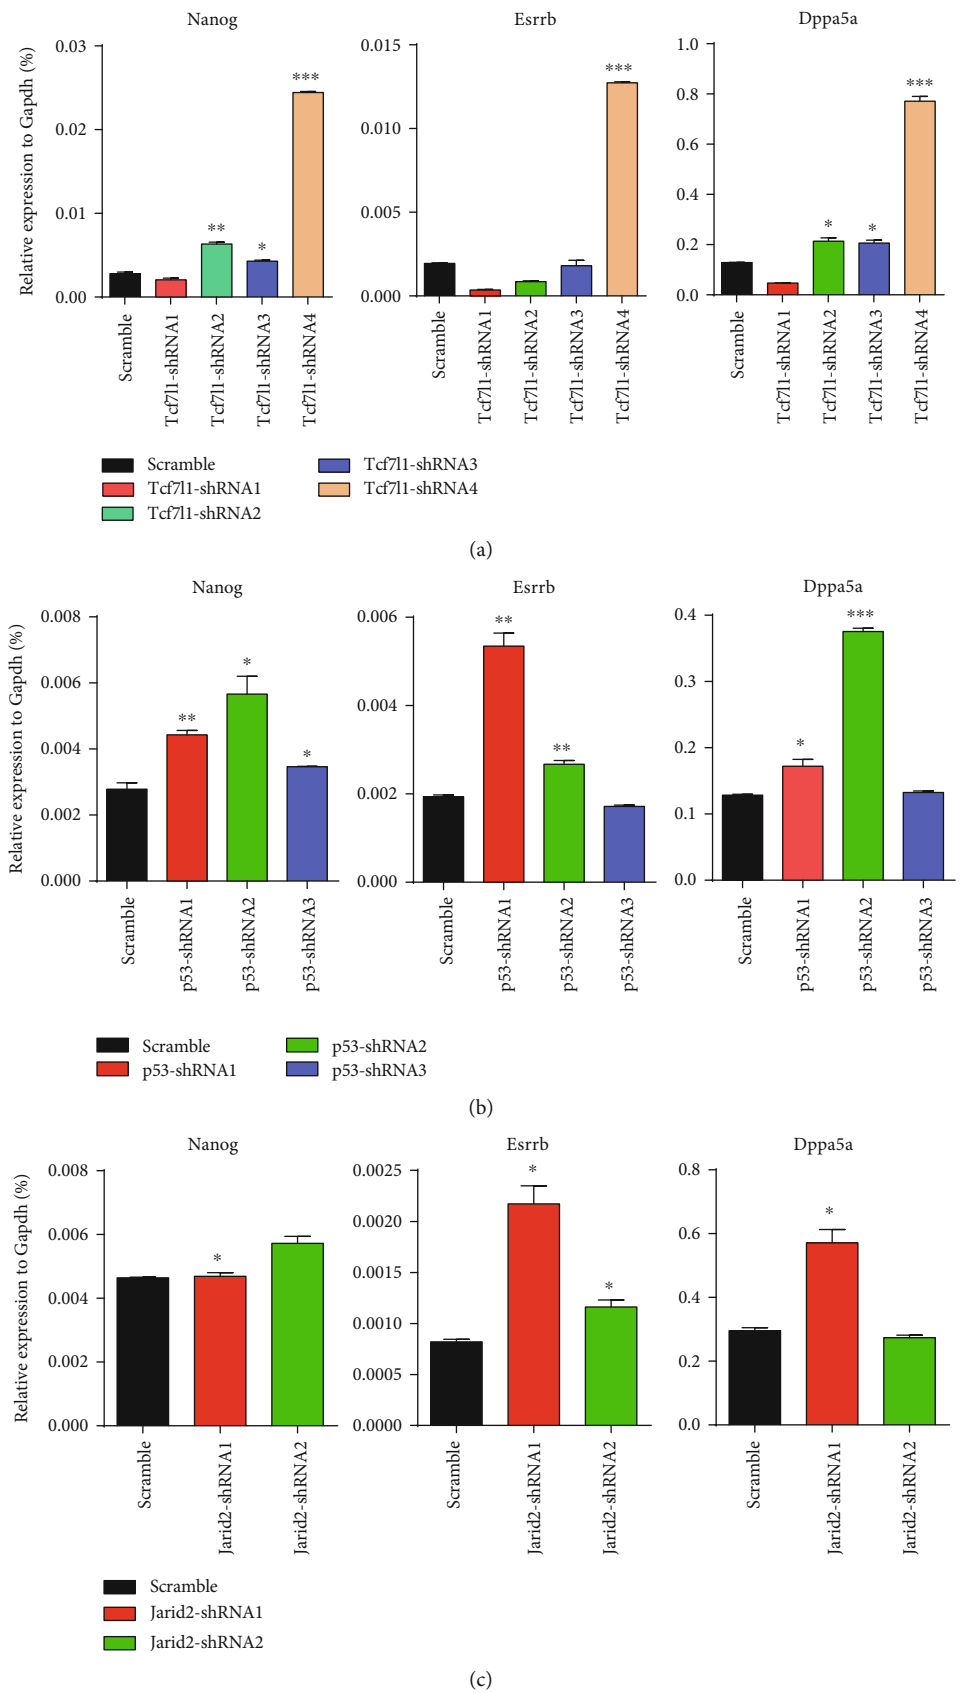 Nanog
Esrrb
Dppa5a
Relative expression to Gapdh (%)
0.03
0.02
0.01
0.00
***
**
*
0.015
0.010
0.005
0.000
***
1.0
0.8
0.6
0.4
0.2
0.0
***
*
*
Scramble
Tcf7l1-shRNA1
Tcf7l1-shRNA2
Tcf7l1-shRNA3
Tcf7l1-shRNA4
Scramble
Tcf7l1-shRNA1
Tcf7l1-shRNA2
Tcf7l1-shRNA3
Tcf7l1-shRNA4
Scramble
Tcf7l1-shRNA1
Tcf7l1-shRNA2
Tcf7l1-shRNA3
Tcf7l1-shRNA4
Scramble
Tcf7l1-shRNA1
Tcf7l1-shRNA2
Tcf7l1-shRNA3
Tcf7l1-shRNA4
(a)
Nanog
Esrrb
Dppa5a
Relative expression to Gapdh (%)
0.008
0.006
0.004
0.002
0.000
**
*
*
0.006
0.004
0.002
0.000
**
**
0.4
0.3
0.2
0.1
0.0
*
***
Scramble
p53-shRNA1
p53-shRNA2
p53-shRNA3
Scramble
p53-shRNA1
p53-shRNA2
p53-shRNA3
Scramble
p53-shRNA1
p53-shRNA2
p53-shRNA3
Scramble
p53-shRNA1
p53-shRNA2
p53-shRNA3
(b)
Nanog
Esrrb
Dppa5a
Relative expression to Gapdh (%)
0.008
0.006
0.004
0.002
0.000
*
0.0025
0.0020
0.0015
0.0010
0.0005
0.0000
*
*
0.8
0.6
0.4
0.2
0.0
*
Scramble
Jarid2-shRNA1
Jarid2-shRNA2
Scramble
Jarid2-shRNA1
Jarid2-shRNA2
Scramble
Jarid2-shRNA1
Jarid2-shRNA2
Scramble
Jarid2-shRNA1
Jarid2-shRNA2
(c)